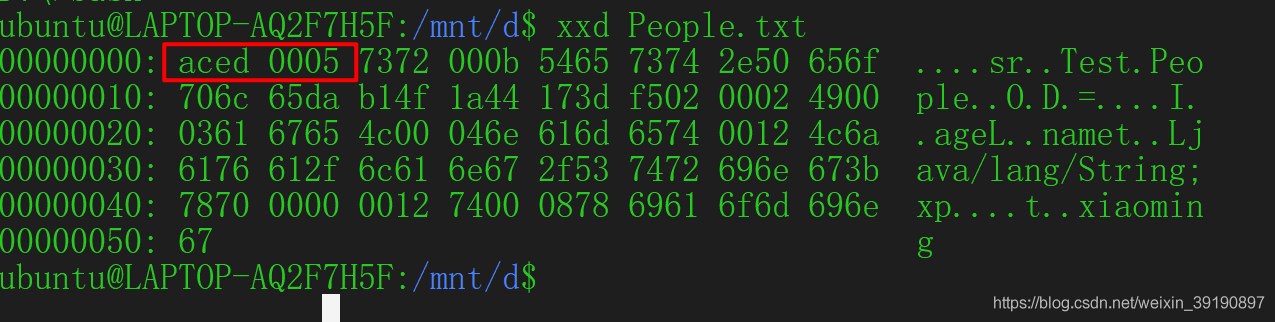 ubuntu@LAPTOP-AQ2F7H5F:/mnt/d$ xxd People.txt
00000000: aced 0005 7372 000b 5465 7374 2e50 656f  ....sr..Test.Peo
00000010: 706c 65da b14f 1a44 173d f502 0002 4900  ple..O.D.=....I.
00000020: 0361 6765 4c00 046e 616d 6574 0012 4c6a  .ageL..namet..Lj
00000030: 6176 612f 6c61 6e67 2f53 7472 696e 673b  ava/lang/String;
00000040: 7870 0000 0012 7400 0878 6961 6f6d 696e  xp....t..xiaomin
00000050: 67  g
ubuntu@LAPTOP-AQ2F7H5F:/mnt/d$
https://blog.csdn.net/weixin_39190897